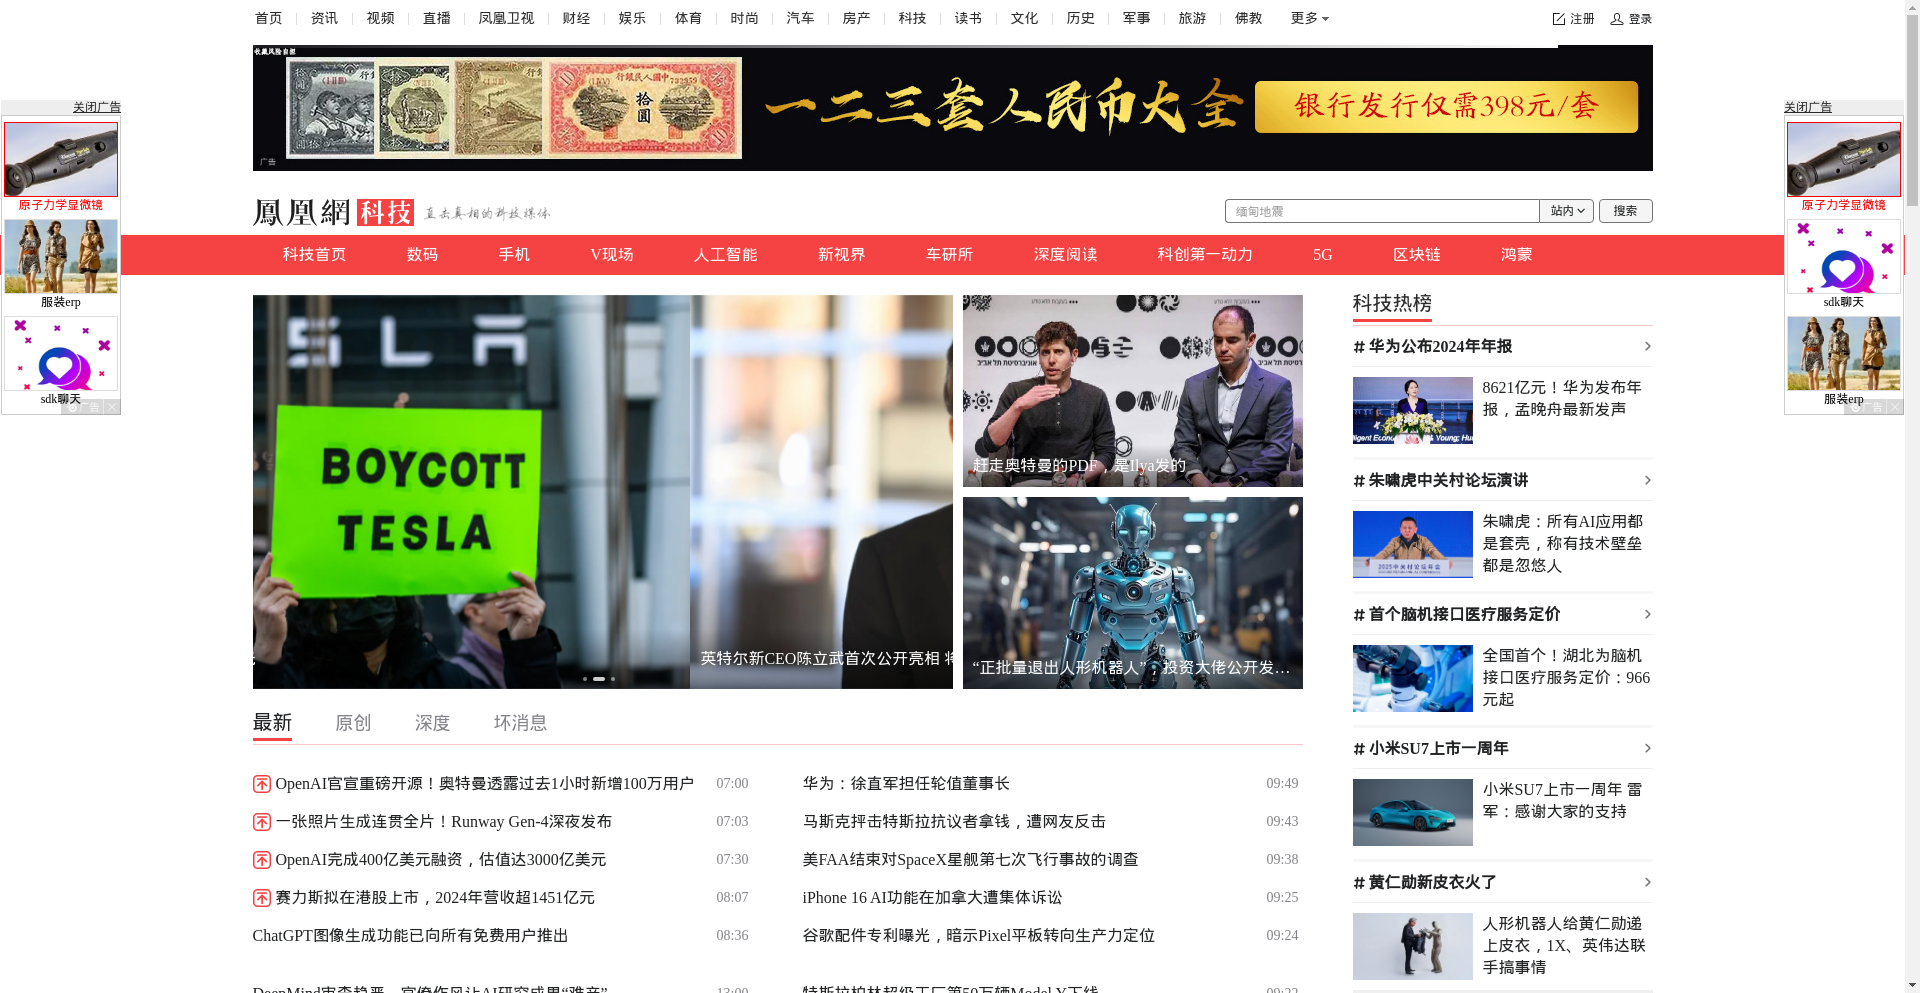 首页 资讯 视频 直播 凤凰卫视 财经 娱乐 体育 时尚 汽车 房产 科技 读书 文化 历史 军事 旅游 佛教 更多 注册 登录
收藏风险自担
一二三套人民币大全 银行发行仅需398元/套
广告
关闭广告
原子力学显微镜
服装erp
sdk聊天
广告
关闭广告
原子力学显微镜
sdk聊天
服装erp
广告
鳳凰網科技 直击真相的科技媒体
缅甸地震 站内 搜索
科技首页 数码 手机 V现场 人工智能 新视界 车研所 深度阅读 科创第一动力 5G 区块链 鸿蒙
BOYCOTT
TESLA
英特尔新CEO陈立武首次公开亮相 将
赶走奥特曼的PDF，是Ilya发的
“正批量退出人形机器人”，投资大佬公开发…
最新 原创 深度 坏消息
OpenAI官宣重磅开源！奥特曼透露过去1小时新增100万用户 07:00
一张照片生成连贯全片！Runway Gen-4深夜发布 07:03
OpenAI完成400亿美元融资，估值达3000亿美元 07:30
赛力斯拟在港股上市，2024年营收超1451亿元 08:07
ChatGPT图像生成功能已向所有免费用户推出 08:36
DeepMind审查趋严，官僚作风让AI研究成果“难产” 13:00
华为：徐直军担任轮值董事长 09:49
马斯克抨击特斯拉抗议者拿钱，遭网友反击 09:43
美FAA结束对SpaceX星舰第七次飞行事故的调查 09:38
iPhone 16 AI功能在加拿大遭集体诉讼 09:25
谷歌配件专利曝光，暗示Pixel平板转向生产力定位 09:24
特斯拉柏林超级工厂第50万辆Model Y下线 09:22
科技热榜
# 华为公布2024年年报
8621亿元！华为发布年
报，孟晚舟最新发声
# 朱啸虎中关村论坛演讲
2025中关村论坛年会
朱啸虎：所有AI应用都
是套壳，称有技术壁垒
都是忽悠人
# 首个脑机接口医疗服务定价
全国首个！湖北为脑机
接口医疗服务定价：966
元起
# 小米SU7上市一周年
小米SU7上市一周年 雷
军：感谢大家的支持
# 黄仁勋新皮衣火了
人形机器人给黄仁勋递
上皮衣，1X、英伟达联
手搞事情